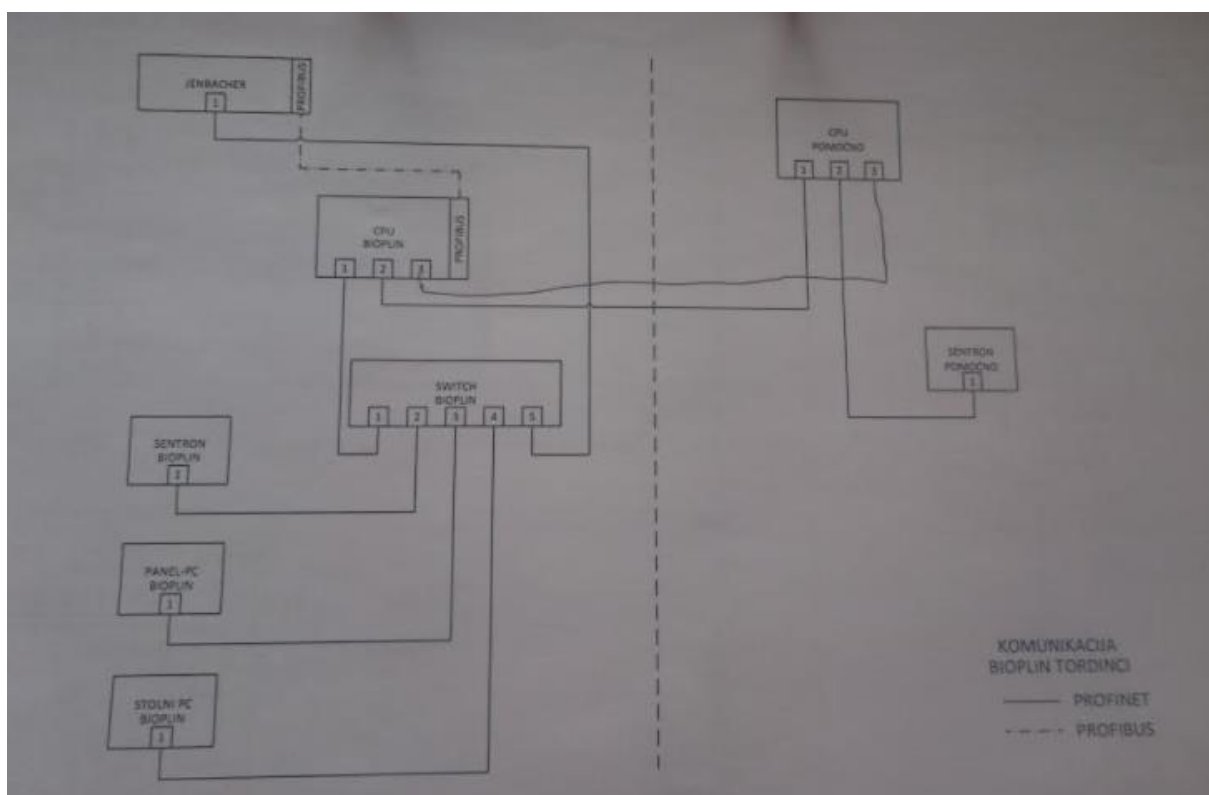 JENBACHER
1
PROFIBUS
CPU
POMOĆNO
1 2 3
CPU
BIOPLIN
1 2 3
PROFIBUS
SENTRON
POMOĆNO
1
SWITCH
BIOPLIN
1 2 3 4 5
SENTRON
BIOPLIN
1
PANEL-PC
BIOPLIN
1
STOLNI PC
BIOPLIN
1
KOMUNIKACIJA
BIOPLIN TORDINCI
PROFINET
PROFIBUS